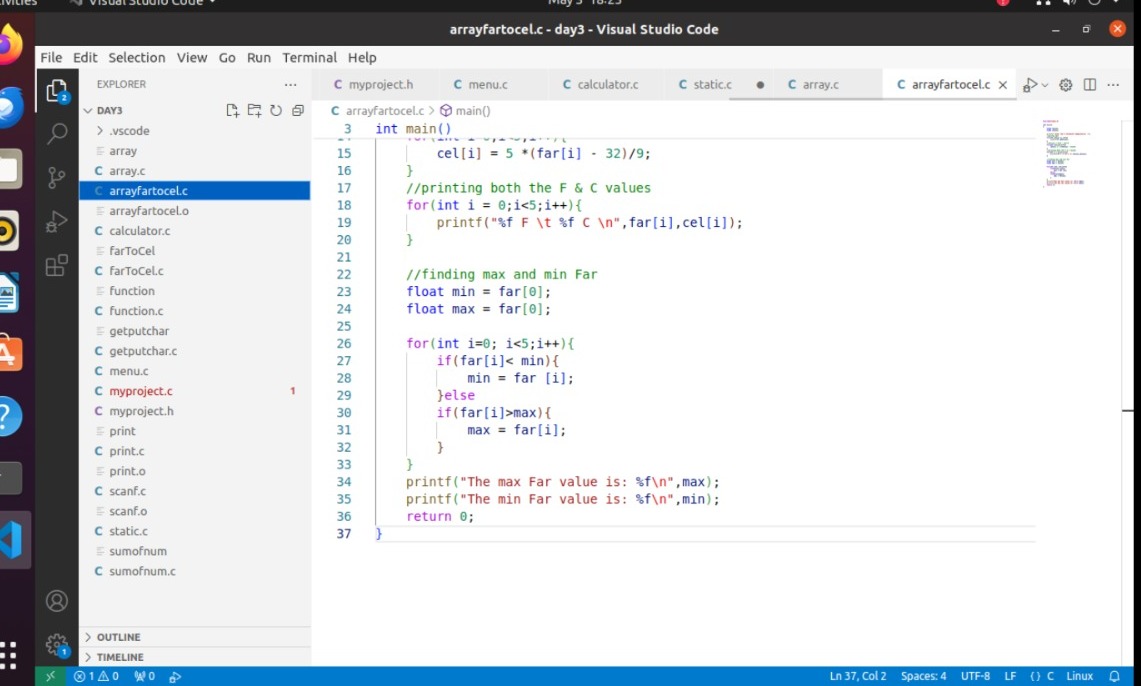 Visual Studio Code
May 3 18:25
arrayfartocel.c - day3 - Visual Studio Code
File Edit Selection View Go Run Terminal Help
EXPLORER
myproject.h
menu.c
calculator.c
static.c
array.c
arrayfartocel.c
DAY3
arrayfartocel.c > main()
.vscode
array
array.c
arrayfartocel.c
arrayfartocel.o
calculator.c
farToCel
farToCel.c
function
function.c
getputchar
getputchar.c
menu.c
myproject.c 1
myproject.h
print
print.c
print.o
scanf.c
scanf.o
static.c
sumofnum
sumofnum.c
OUTLINE
TIMELINE
3 int main()
15 cel[i] = 5 *(far[i] - 32)/9;
16 }
17 //printing both the F & C values
18 for(int i = 0;i<5;i++){
19 printf("%f F \t %f C \n",far[i],cel[i]);
20 }
21
22 //finding max and min Far
23 float min = far[0];
24 float max = far[0];
25
26 for(int i=0; i<5;i++){
27 if(far[i]< min){
28 min = far [i];
29 }else
30 if(far[i]>max){
31 max = far[i];
32 }
33 }
34 printf("The max Far value is: %f\n",max);
35 printf("The min Far value is: %f\n",min);
36 return 0;
37 }
2
1
1 0 0 Ln 37, Col 2 Spaces: 4 UTF-8 LF {} C Linux